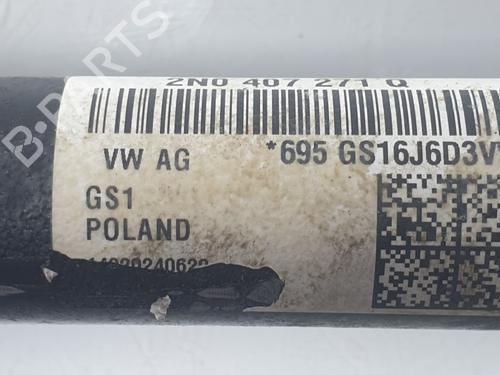 2N0 407 271 Q
*695 GS16J6D3V
VW AG
GS1
POLAND
B-Parts